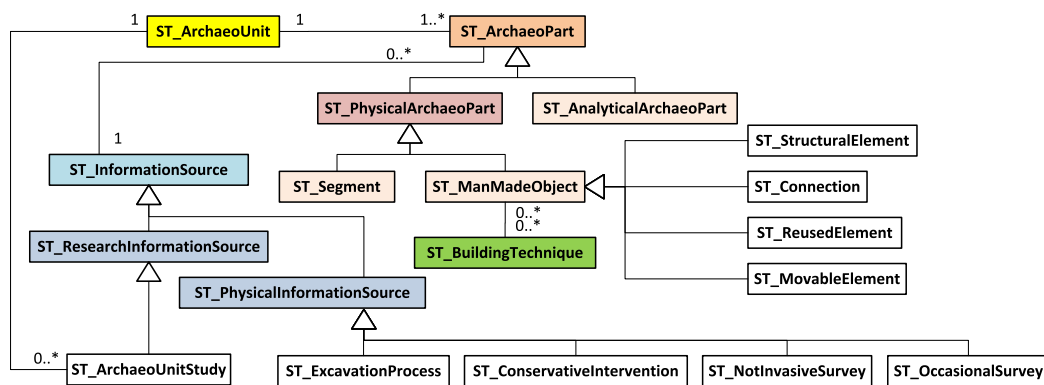 1
ST_ArchaeoUnit
1
1..*
ST_ArchaeoPart
0..*
ST_PhysicalArchaeoPart
ST_AnalyticalArchaeoPart
1
ST_StructuralElement
ST_InformationSource
ST_Segment
ST_ManMadeObject
ST_Connection
0..*
0..*
ST_ResearchInformationSource
ST_BuildingTechnique
ST_ReusedElement
ST_PhysicalInformationSource
ST_MovableElement
0..*
ST_ArchaeoUnitStudy
ST_ExcavationProcess
ST_ConservativeIntervention
ST_NotInvasiveSurvey
ST_OccasionalSurvey